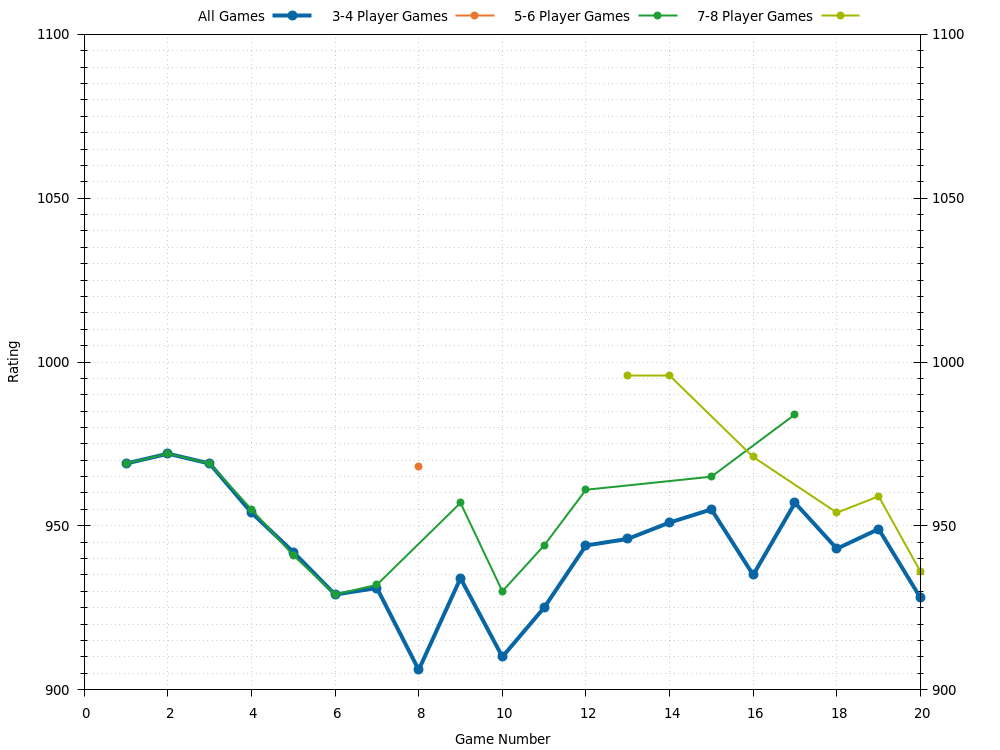 All Games 3-4 Player Games 5-6 Player Games 7-8 Player Games
1100 1100
1050 1050
1000 1000
Rating
950 950
900 900
0 2 4 6 8 10 12 14 16 18 20
Game Number